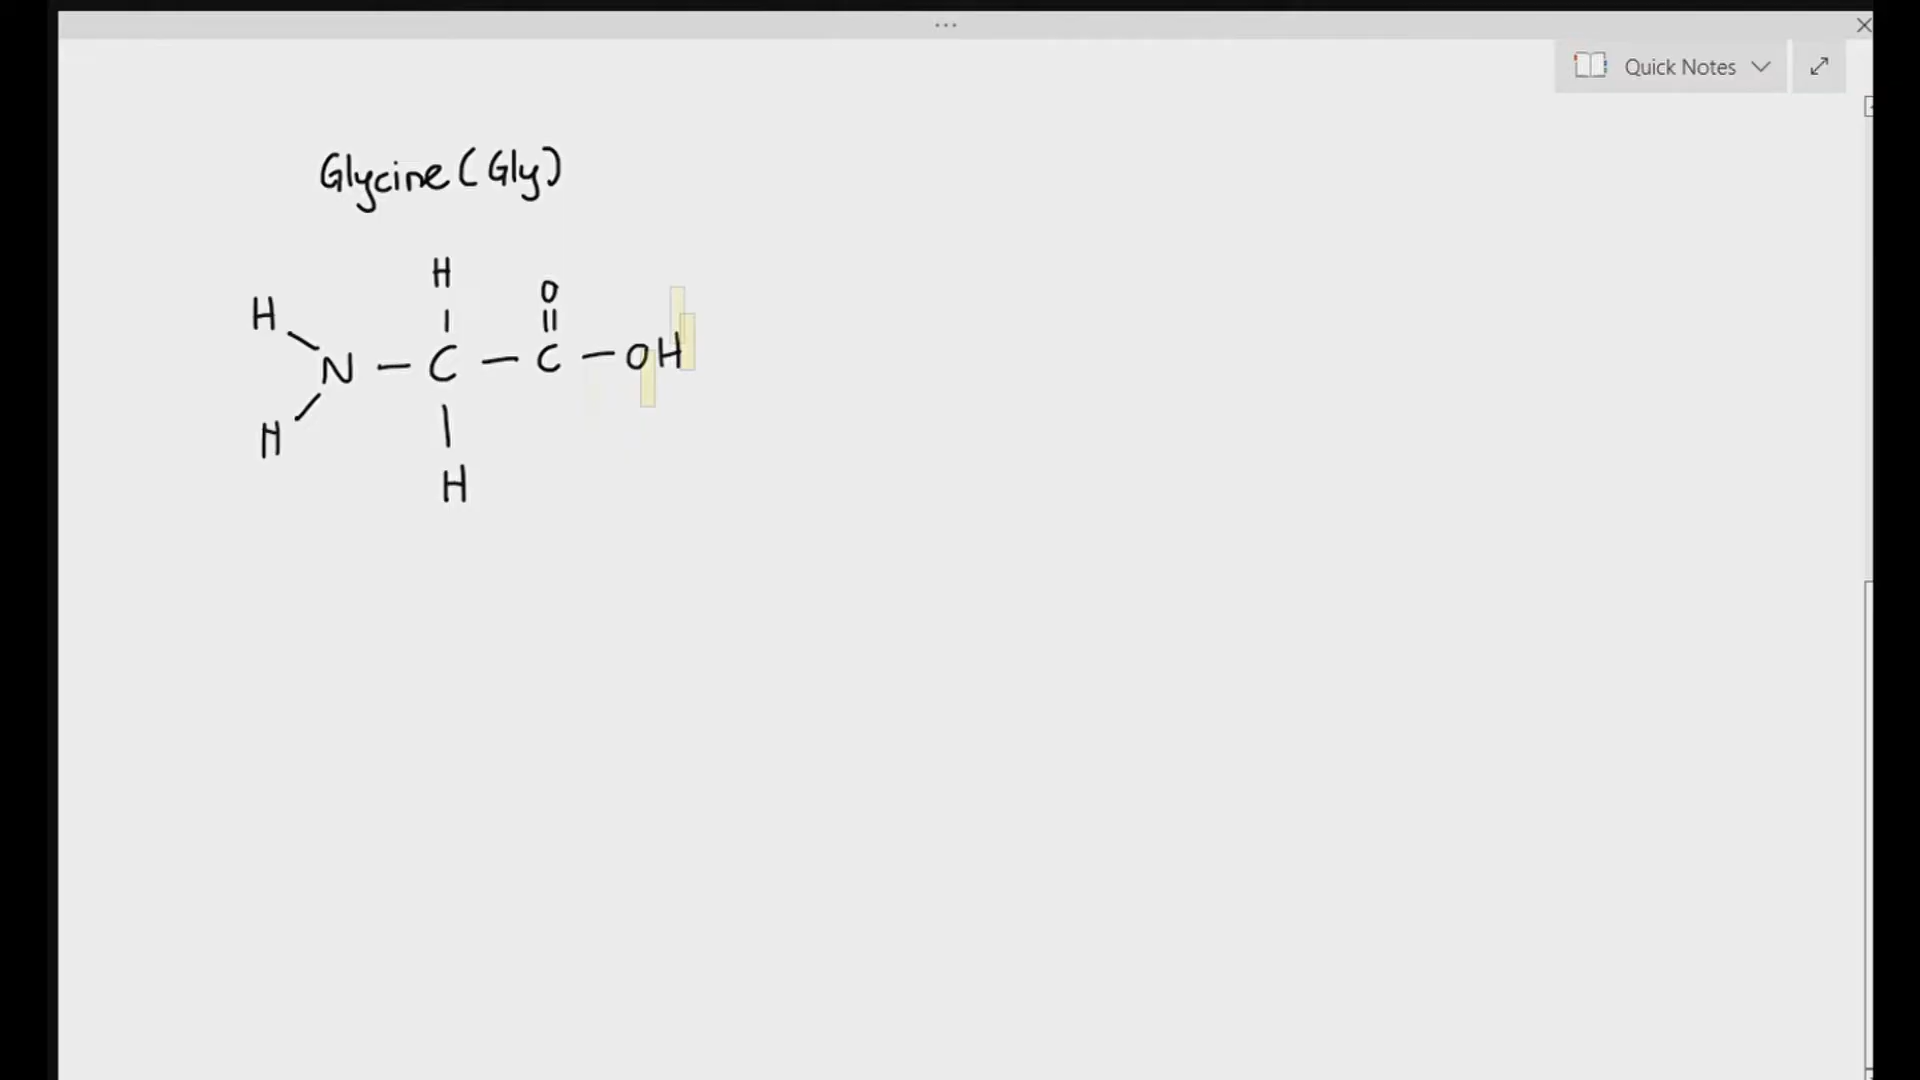 Quick Notes
Glycine (Gly)
H O
H
N - C - C - OH
H
H